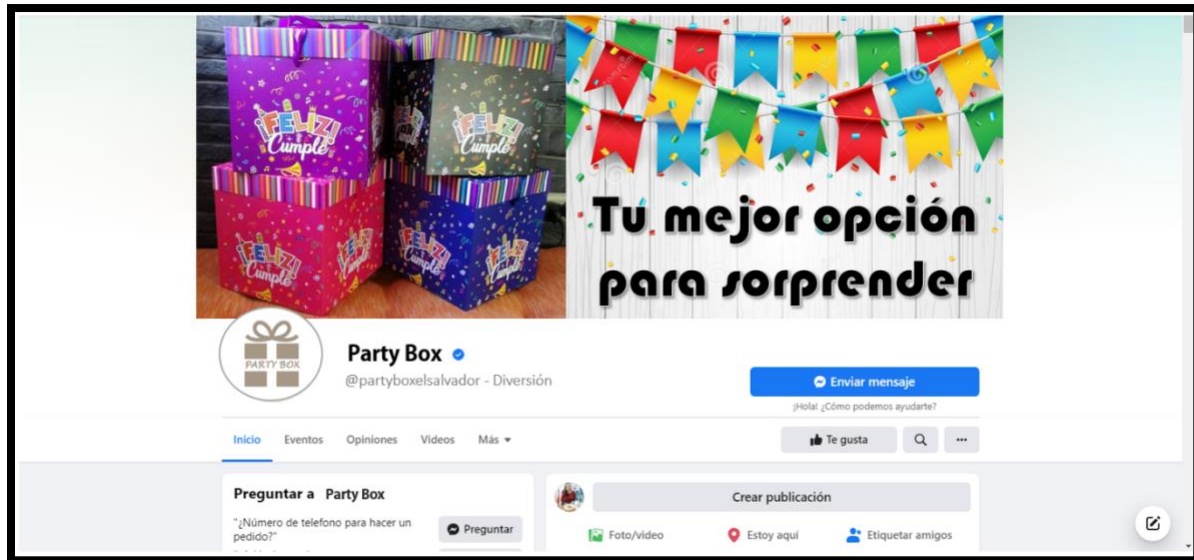 ¡FELIZ!
Cumple
¡FELIZ!
Cumple
¡FELIZ!
Cumple
¡FELIZ!
Cumple
Tu mejor opción
para sorprender
PARTY BOX
Party Box
@partyboxelsalvador - Diversión
Enviar mensaje
¡Hola! ¿Cómo podemos ayudarte?
Inicio Eventos Opiniones Videos Más
Te gusta
Preguntar a Party Box
"¿Número de telefono para hacer un
pedido?"
Preguntar
Crear publicación
Foto/video Estoy aquí Etiquetar amigos